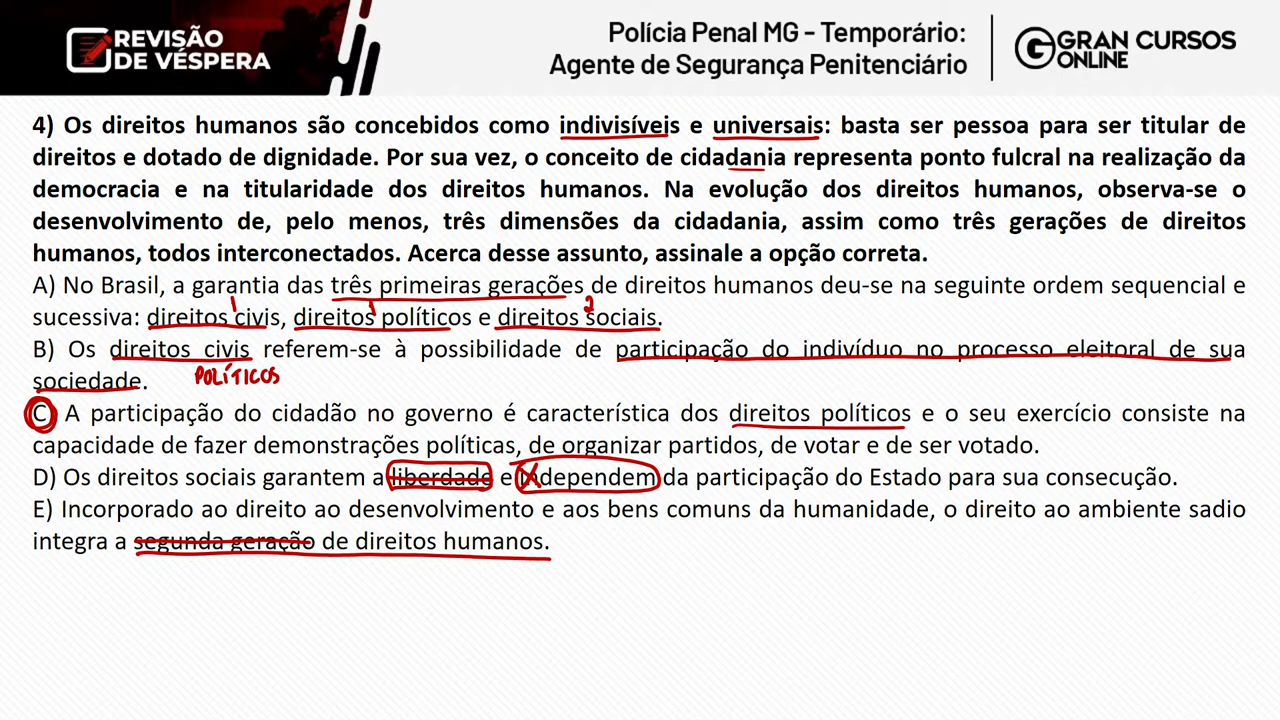 REVISÃO
DE VÉSPERA
Polícia Penal MG - Temporário:
Agente de Segurança Penitenciário
G GRAN CURSOS
ONLINE
4) Os direitos humanos são concebidos como indivisíveis e universais: basta ser pessoa para ser titular de
direitos e dotado de dignidade. Por sua vez, o conceito de cidadania representa ponto fulcral na realização da
democracia e na titularidade dos direitos humanos. Na evolução dos direitos humanos, observa-se o
desenvolvimento de, pelo menos, três dimensões da cidadania, assim como três gerações de direitos
humanos, todos interconectados. Acerca desse assunto, assinale a opção correta.
A) No Brasil, a garantia das três primeiras gerações de direitos humanos deu-se na seguinte ordem sequencial e
1 1 2
sucessiva: direitos civis, direitos políticos e direitos sociais.
B) Os direitos civis referem-se à possibilidade de participação do indivíduo no processo eleitoral de sua
sociedade. POLÍTICOS
C) A participação do cidadão no governo é característica dos direitos políticos e o seu exercício consiste na
capacidade de fazer demonstrações políticas, de organizar partidos, de votar e de ser votado.
D) Os direitos sociais garantem a liberdade e independem da participação do Estado para sua consecução.
E) Incorporado ao direito ao desenvolvimento e aos bens comuns da humanidade, o direito ao ambiente sadio
integra a segunda geração de direitos humanos.